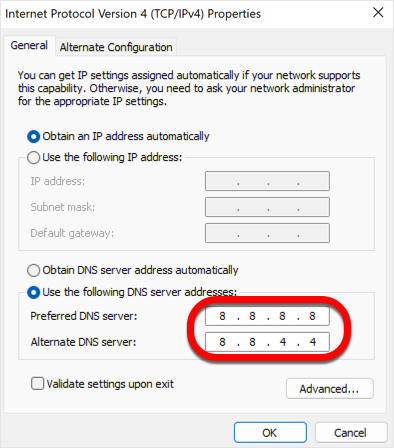 Internet Protocol Version 4 (TCP/IPv4) Properties
General
Alternate Configuration
You can get IP settings assigned automatically if your network supports
this capability. Otherwise, you need to ask your network administrator
for the appropriate IP settings.
Obtain an IP address automatically
Use the following IP address:
IP address:
. . .
Subnet mask:
. . .
Default gateway:
. . .
Obtain DNS server address automatically
Use the following DNS server addresses:
Preferred DNS server:
8 . 8 . 8 . 8
Alternate DNS server:
8 . 8 . 4 . 4
Validate settings upon exit
Advanced...
OK
Cancel